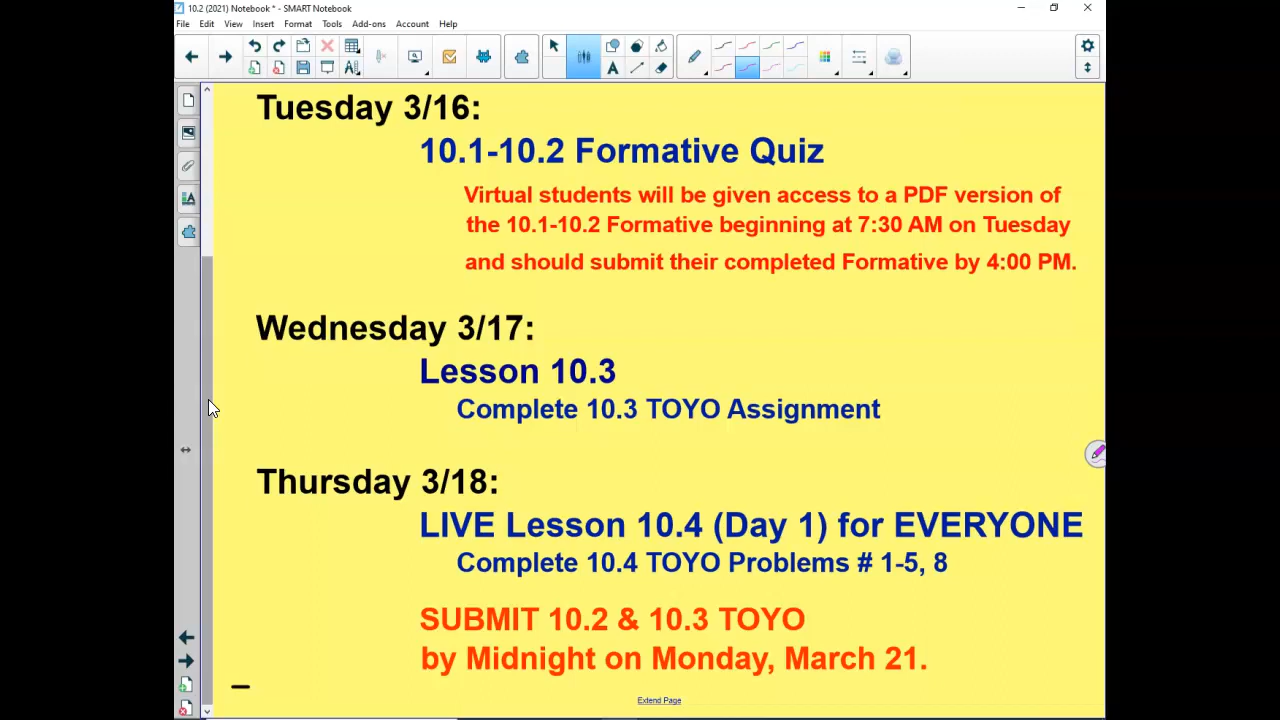 10.2 (2021) Notebook * - SMART Notebook
File Edit View Insert Format Tools Add-ons Account Help
Tuesday 3/16:
10.1-10.2 Formative Quiz
Virtual students will be given access to a PDF version of
the 10.1-10.2 Formative beginning at 7:30 AM on Tuesday
and should submit their completed Formative by 4:00 PM.
Wednesday 3/17:
Lesson 10.3
Complete 10.3 TOYO Assignment
Thursday 3/18:
LIVE Lesson 10.4 (Day 1) for EVERYONE
Complete 10.4 TOYO Problems # 1-5, 8
SUBMIT 10.2 & 10.3 TOYO
by Midnight on Monday, March 21.
Extend Page